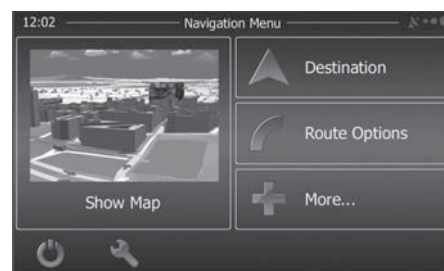 12:02 Navigation Menu
Destination
Route Options
Show Map
More...